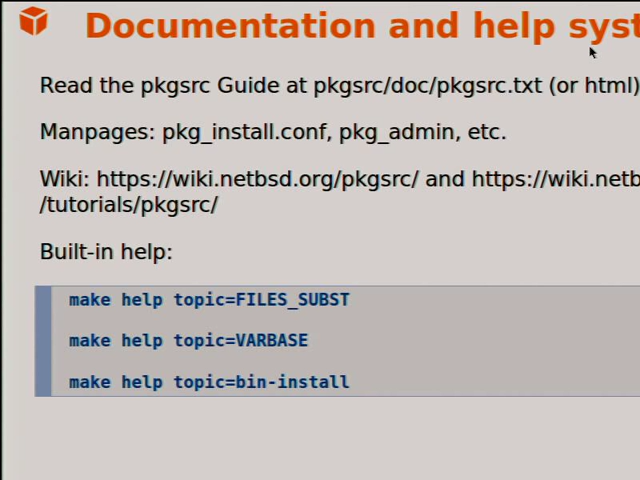 Documentation and help syst
Read the pkgsrc Guide at pkgsrc/doc/pkgsrc.txt (or html)
Manpages: pkg_install.conf, pkg_admin, etc.
Wiki: https://wiki.netbsd.org/pkgsrc/ and https://wiki.netb
/tutorials/pkgsrc/
Built-in help:
make help topic=FILES_SUBST
make help topic=VARBASE
make help topic=bin-install